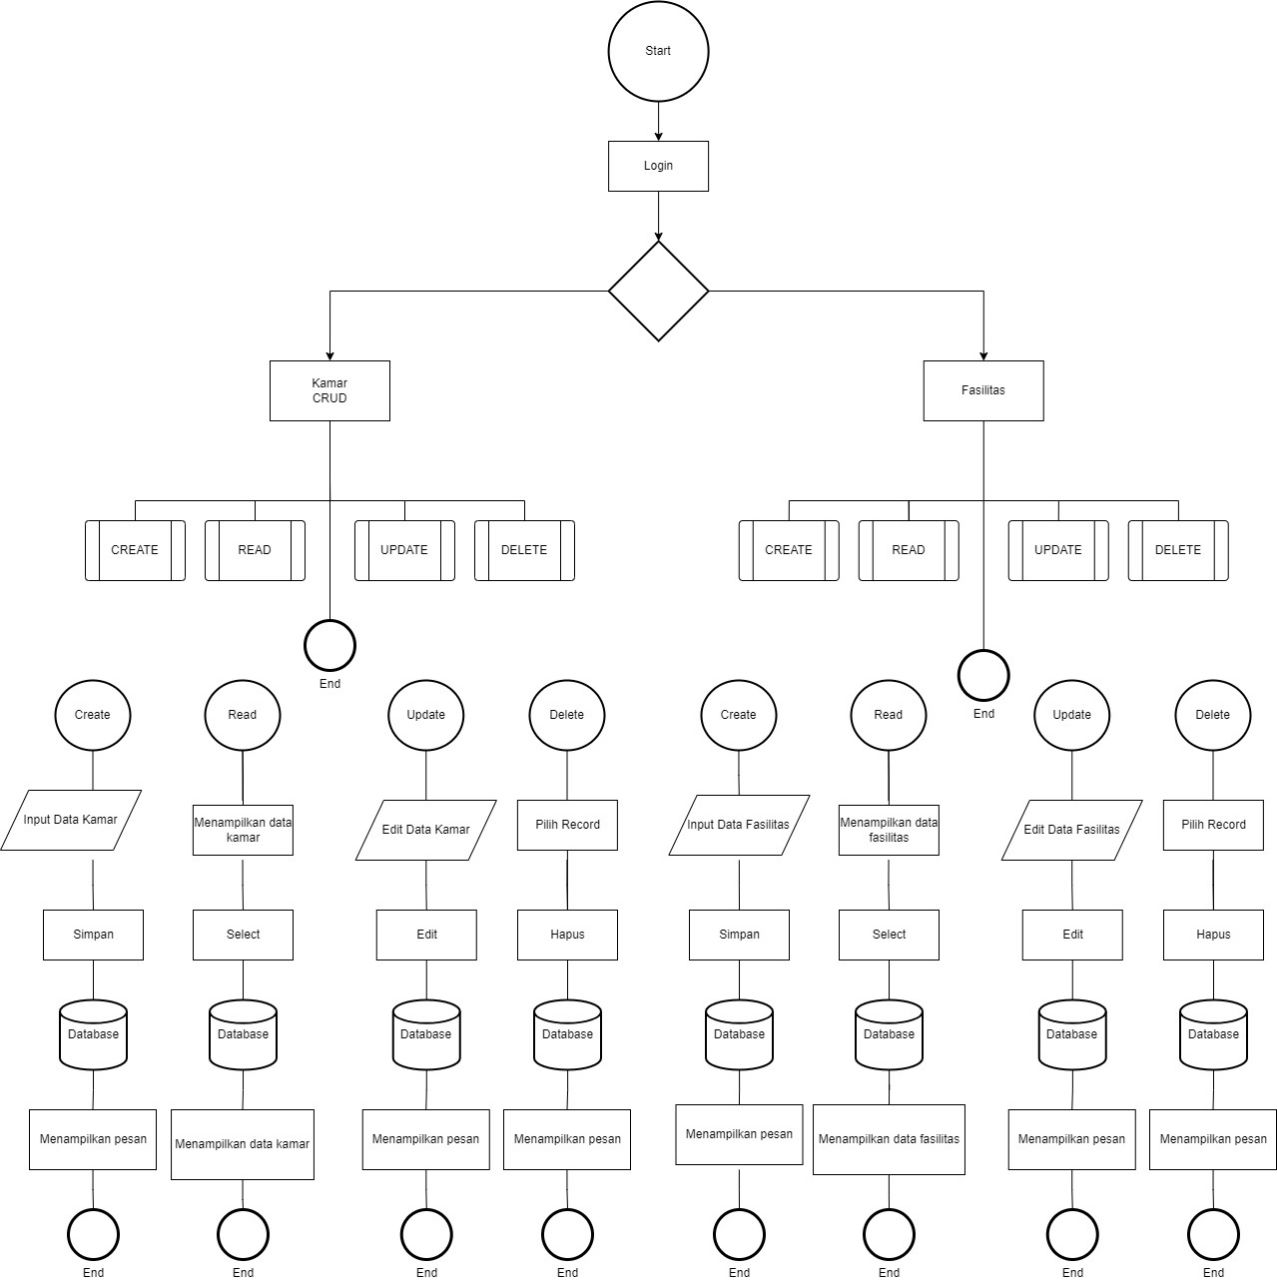 Start
Login
Kamar
CRUD
Fasilitas
CREATE
READ
UPDATE
DELETE
CREATE
READ
UPDATE
DELETE
End
End
Create
Read
Update
Delete
Create
Read
Update
Delete
Input Data Kamar
Menampilkan data
kamar
Edit Data Kamar
Pilih Record
Input Data Fasilitas
Menampilkan data
fasilitas
Edit Data Fasilitas
Pilih Record
Simpan
Select
Edit
Hapus
Simpan
Select
Edit
Hapus
Database
Database
Database
Database
Database
Database
Database
Database
Menampilkan pesan
Menampilkan data kamar
Menampilkan pesan
Menampilkan pesan
Menampilkan pesan
Menampilkan data fasilitas
Menampilkan pesan
Menampilkan pesan
End
End
End
End
End
End
End
End